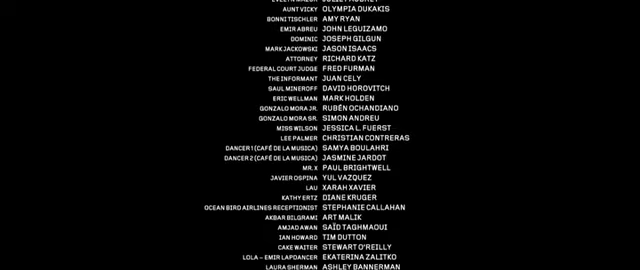 EVELYN MAZUR JULIET AUBREY
AUNT VICKY OLYMPIA DUKAKIS
BONNI TISCHLER AMY RYAN
EMIR ABREU JOHN LEGUIZAMO
DOMINIC JOSEPH GILGUN
MARK JACKOWSKI JASON ISAACS
ATTORNEY RICHARD KATZ
FEDERAL COURT JUDGE FRED FURMAN
THE INFORMANT JUAN CELY
SAUL MINEROFF DAVID HOROVITCH
ERIC WELLMAN MARK HOLDEN
GONZALO MORA JR. RUBÉN OCHANDIANO
GONZALO MORA SR. SIMON ANDREU
MISS WILSON JESSICA L. FUERST
LEE PALMER CHRISTIAN CONTRERAS
DANCER 1 (CAFÉ DE LA MUSICA) SAMYA BOULAHRI
DANCER 2 (CAFÉ DE LA MUSICA) JASMINE JARDOT
MR. X PAUL BRIGHTWELL
JAVIER OSPINA YUL VAZQUEZ
LAU XARAH XAVIER
KATHY ERTZ DIANE KRUGER
OCEAN BIRD AIRLINES RECEPTIONIST STEPHANIE CALLAHAN
AKBAR BILGRAMI ART MALIK
AMJAD AWAN SAÏD TAGHMAOUI
IAN HOWARD TIM DUTTON
CAKE WAITER STEWART O'REILLY
LOLA – EMIR LAPDANCER EKATERINA ZALITKO
LAURA SHERMAN ASHLEY BANNERMAN